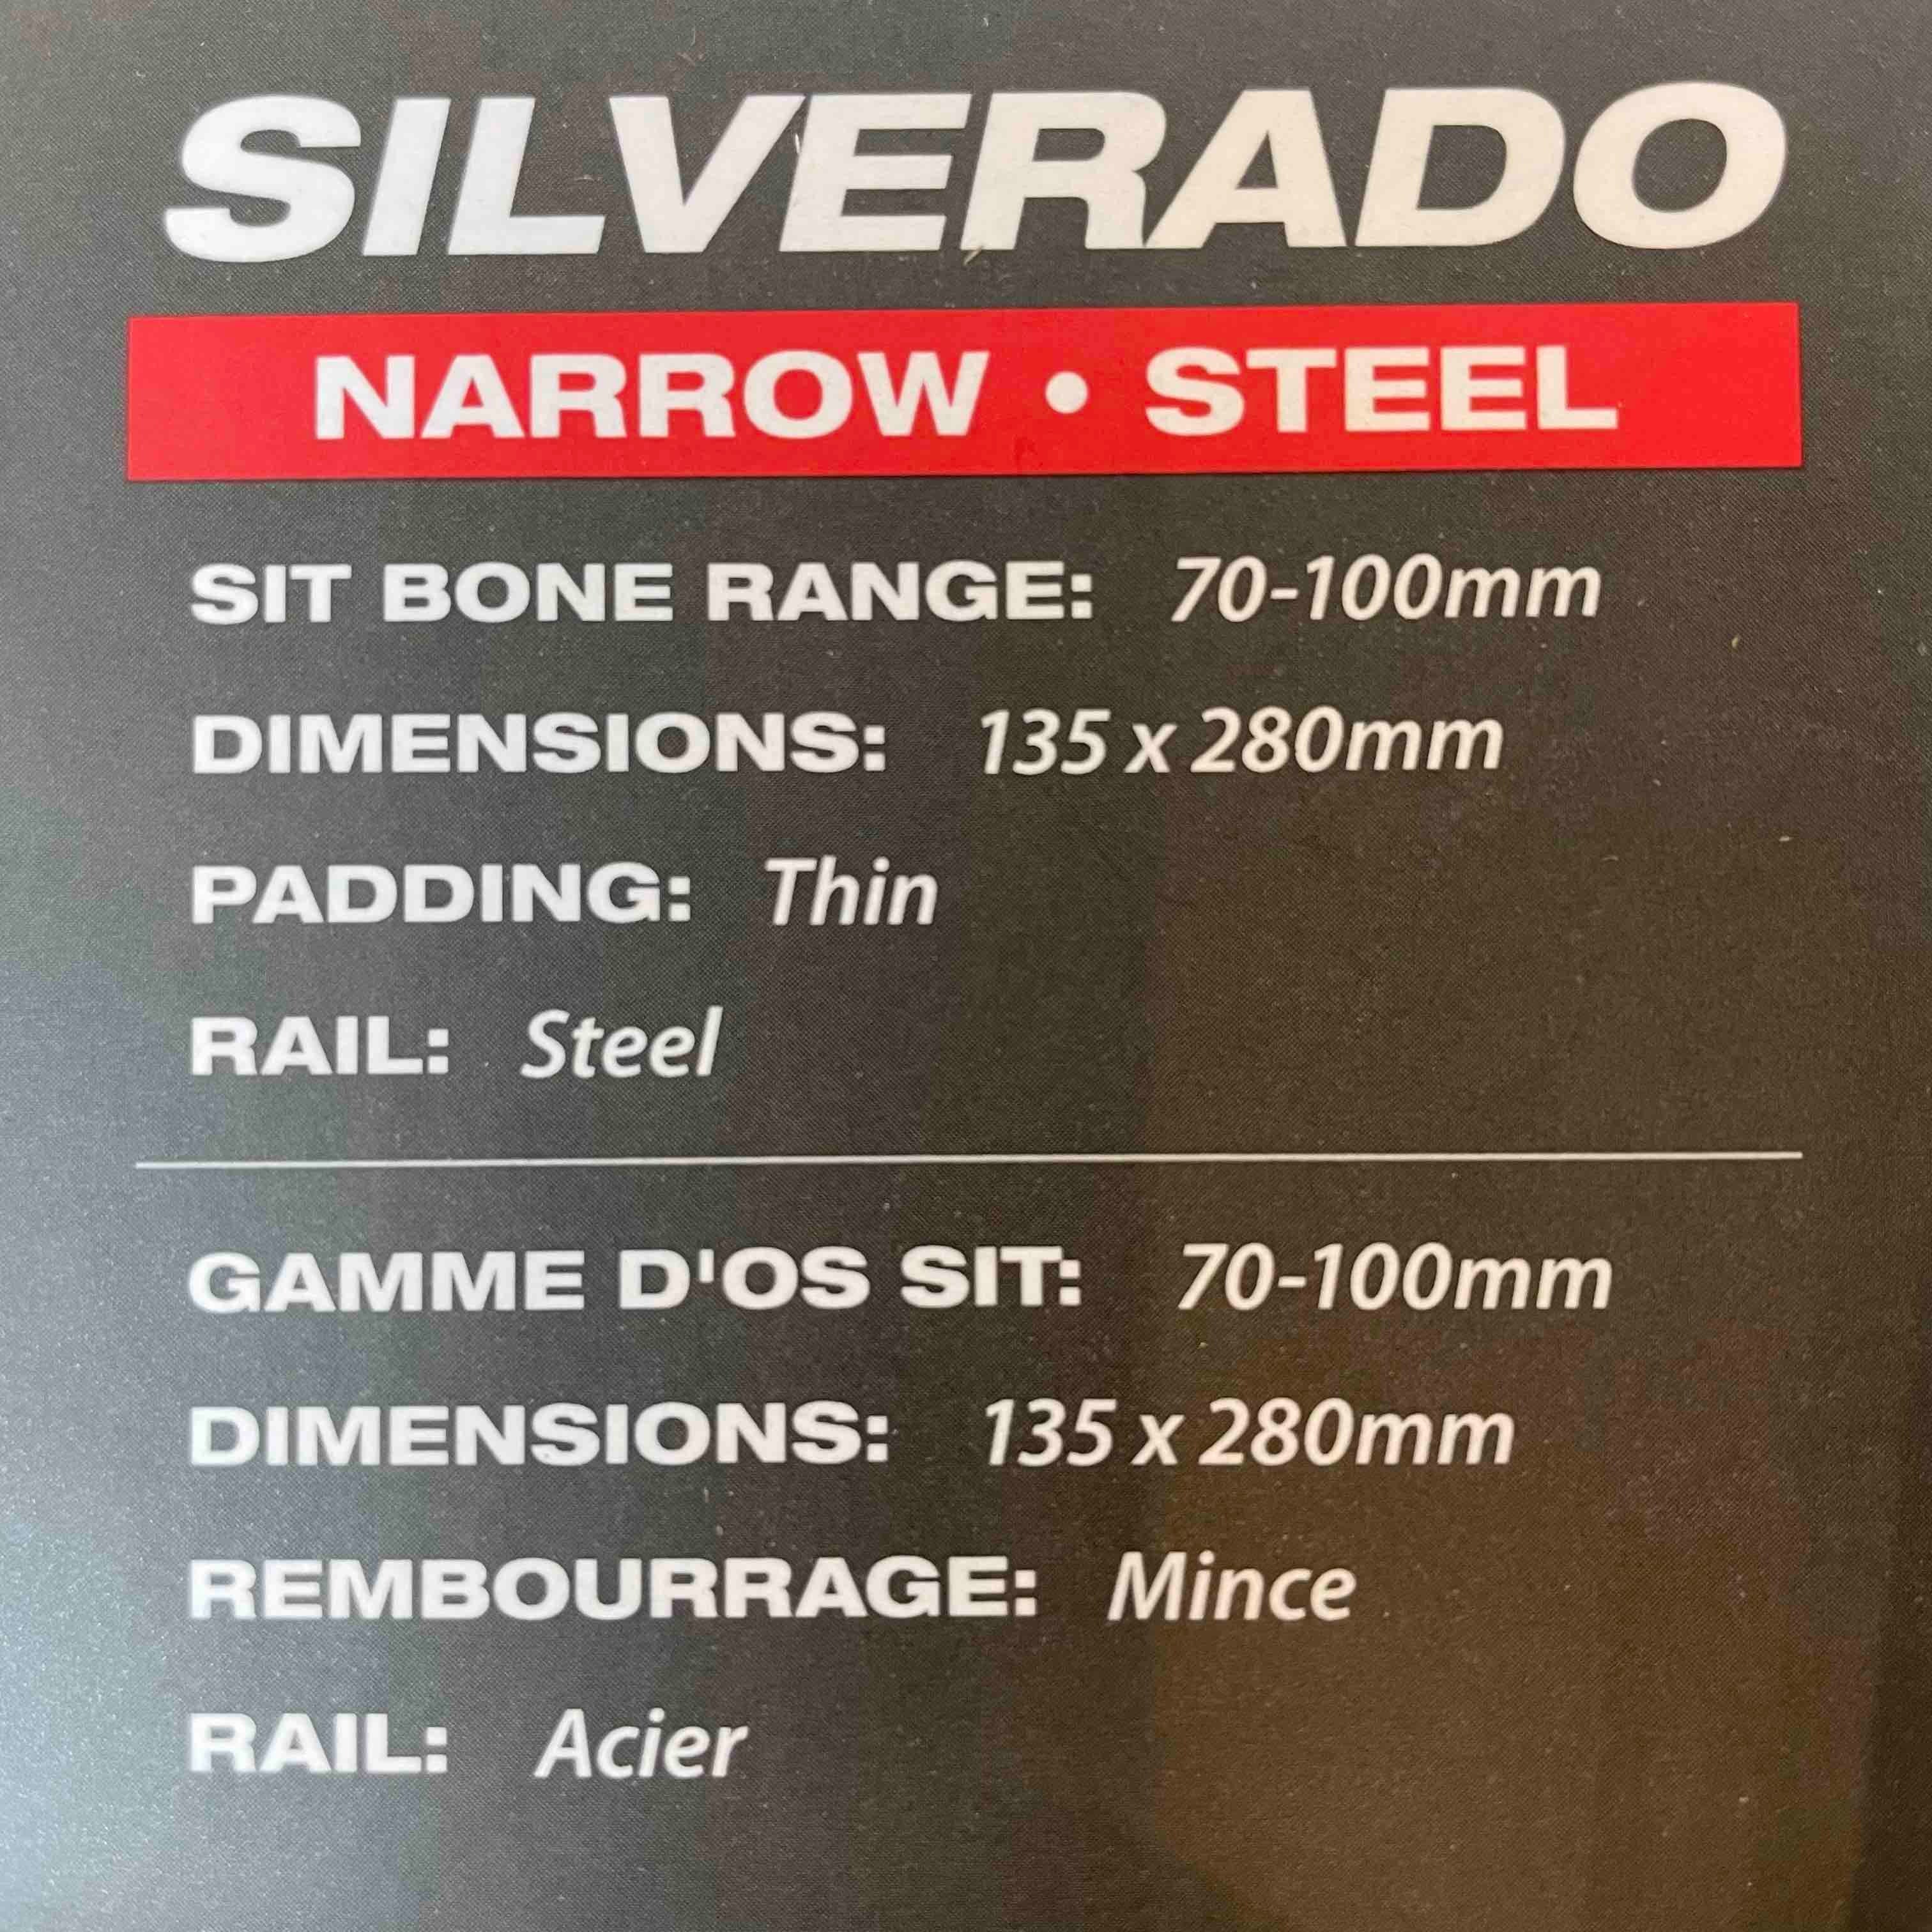 SILVERADO
NARROW • STEEL
SIT BONE RANGE: 70-100mm
DIMENSIONS: 135 x 280mm
PADDING: Thin
RAIL: Steel
GAMME D'OS SIT: 70-100mm
DIMENSIONS: 135 x 280mm
REMBOURRAGE: Mince
RAIL: Acier